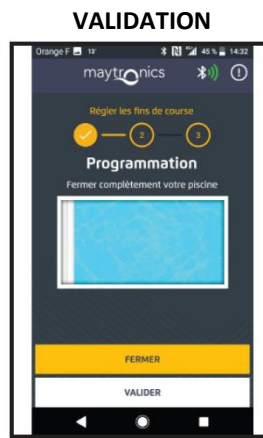 VALIDATION
Orange F 13° 45 % 14:32
maytronics
Régler les fins de course
2 3
Programmation
Fermer complètement votre piscine
FERMER
VALIDER